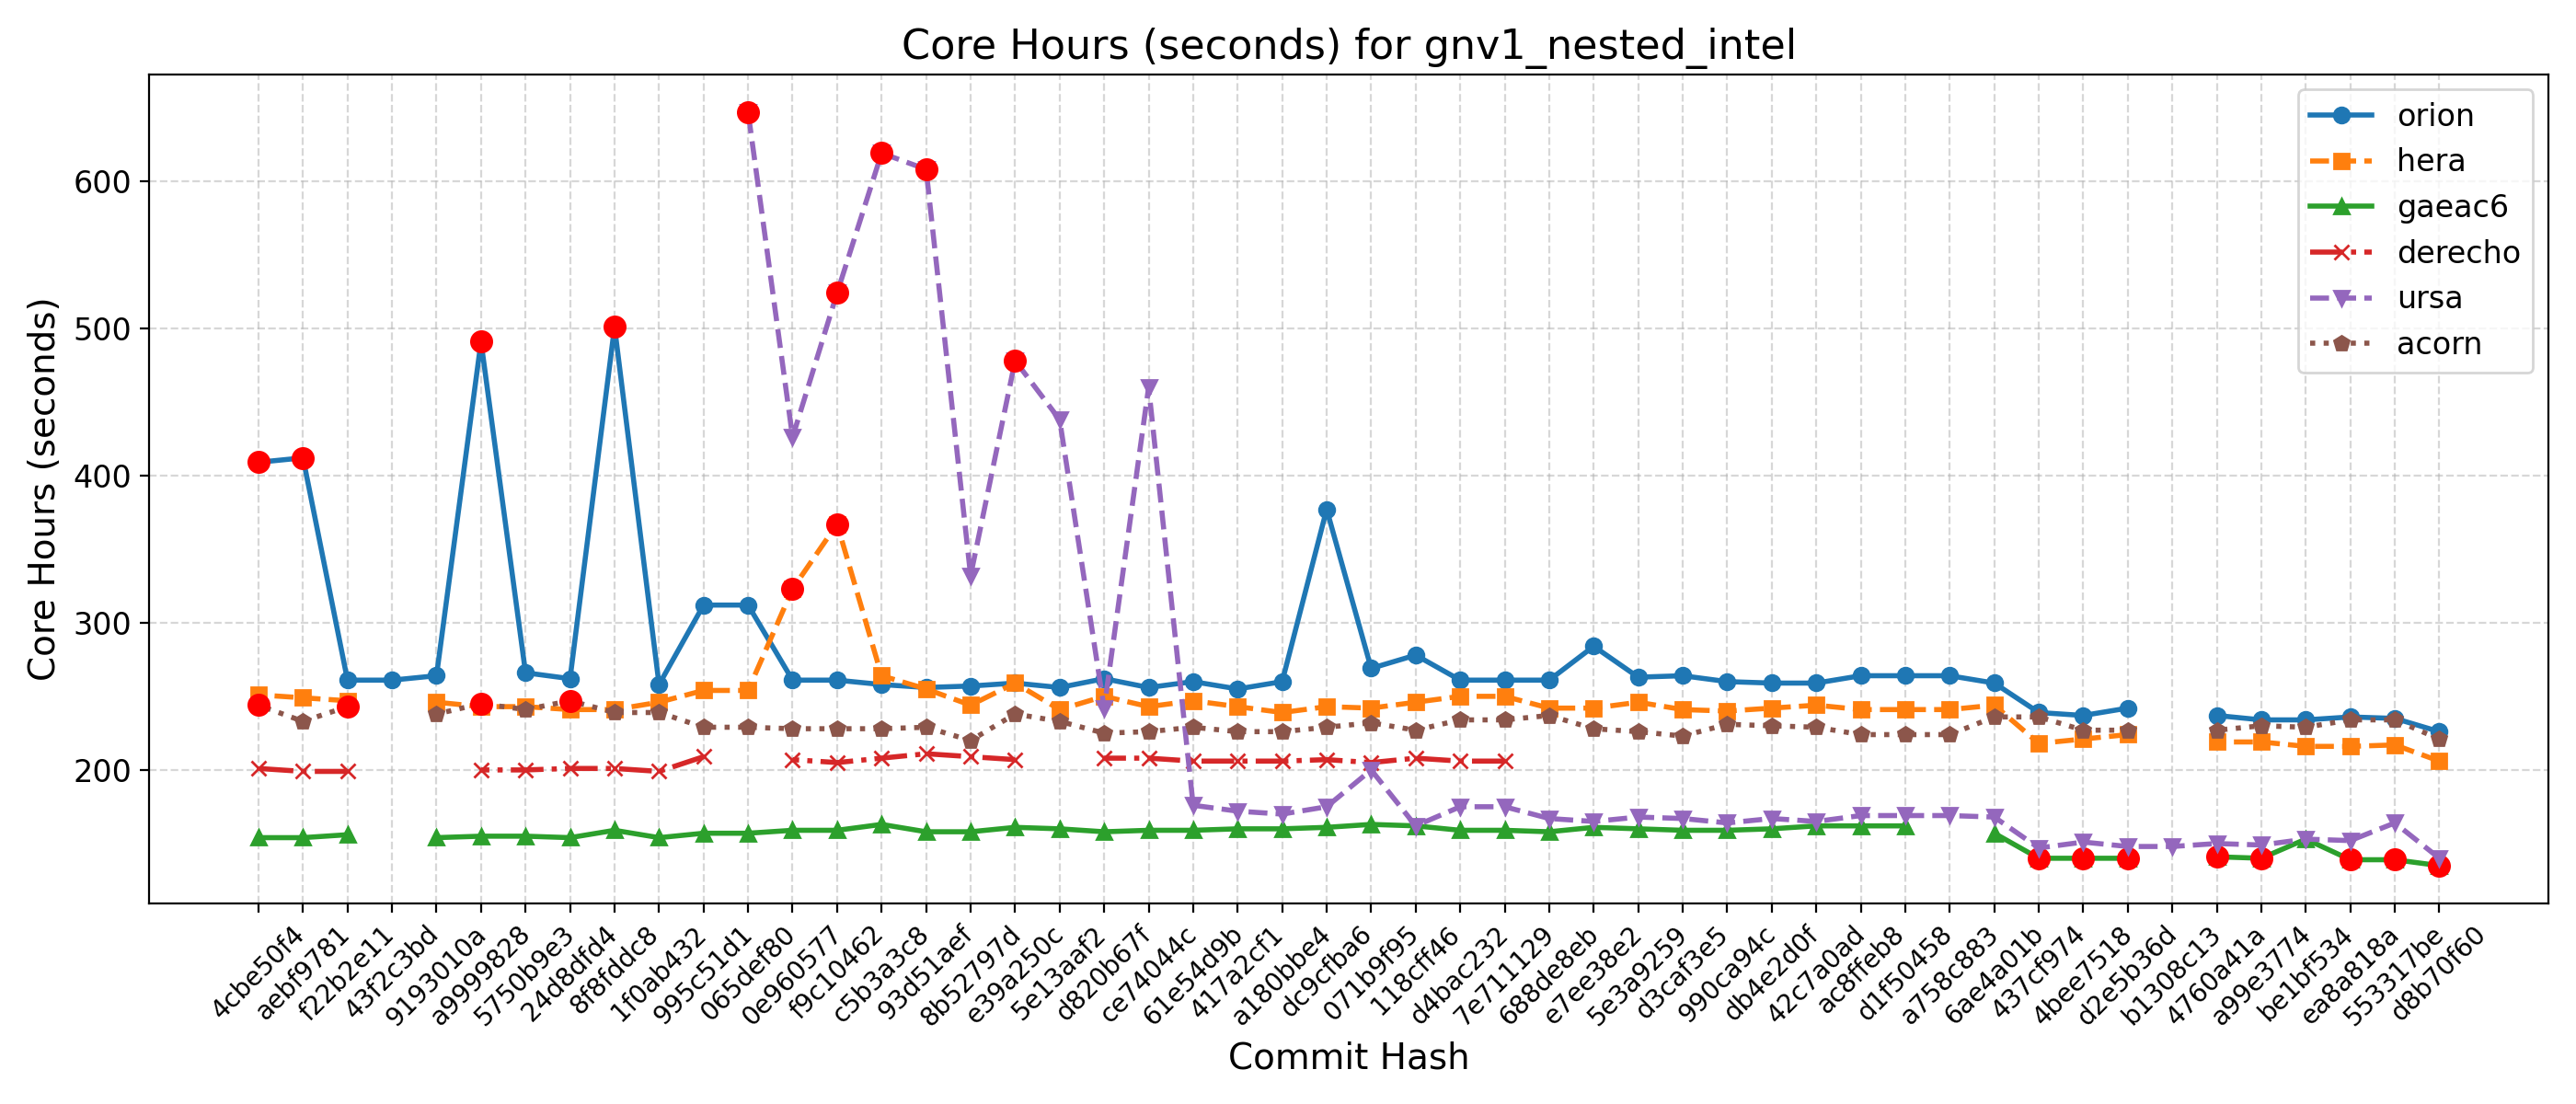 Core Hours (seconds) for gnv1_nested_intel
orion
hera
gaeac6
derecho
ursa
acorn
Core Hours (seconds)
600
500
400
300
200
4cbe50f4
aebf9781
f22b2e11
43f2c3bd
9193010a
a9999828
5750b9e3
24d8dfd4
8f8fddc8
1f0ab432
995c51d1
065def80
0e960577
f9c10462
c5b3a3c8
93d51aef
8b52797d
e39a250c
5e13aaf2
d820b67f
ce74044c
61e54d9b
417a2cf1
a180bbe4
dc9cfba6
071b9f95
118cff46
d4bac232
7e711129
688de8eb
e7ee38e2
5e3a9259
d3caf3e5
990ca94c
db4e2d0f
42c7a0ad
ac8ffeb8
d1f50458
a758c883
6ae4a01b
437cf974
4bee7518
d2e5b36d
b1308c13
4760a41a
a99e3774
be1bf534
ea8a818a
553317be
d8b70f60
Commit Hash